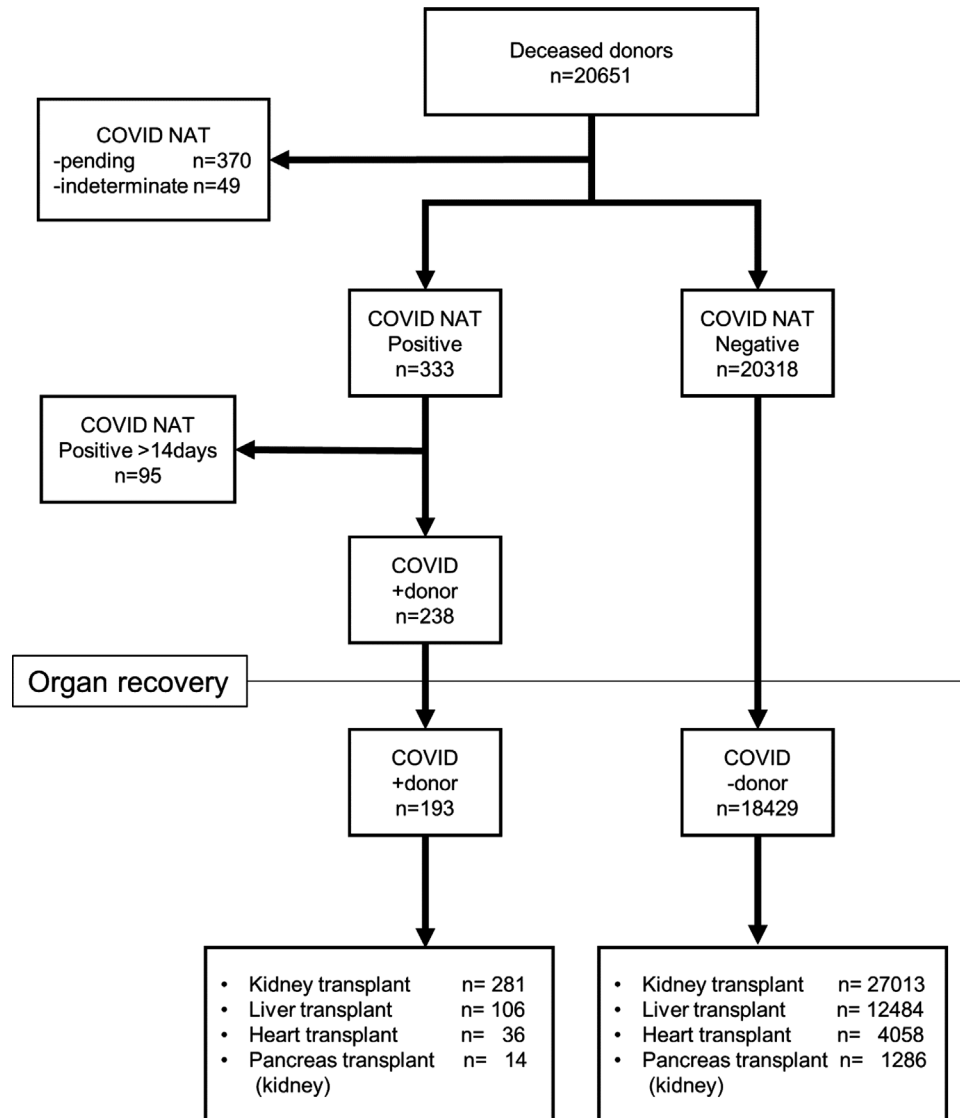 Deceased donors
n=20651
COVID NAT
-pending n=370
-indeterminate n=49
COVID NAT
Positive
n=333
COVID NAT
Negative
n=20318
COVID NAT
Positive >14days
n=95
COVID
+donor
n=238
Organ recovery
COVID
+donor
n=193
COVID
-donor
n=18429
• Kidney transplant n= 281
• Liver transplant n= 106
• Heart transplant n= 36
• Pancreas transplant n= 14
(kidney)
• Kidney transplant n= 27013
• Liver transplant n= 12484
• Heart transplant n= 4058
• Pancreas transplant n= 1286
(kidney)